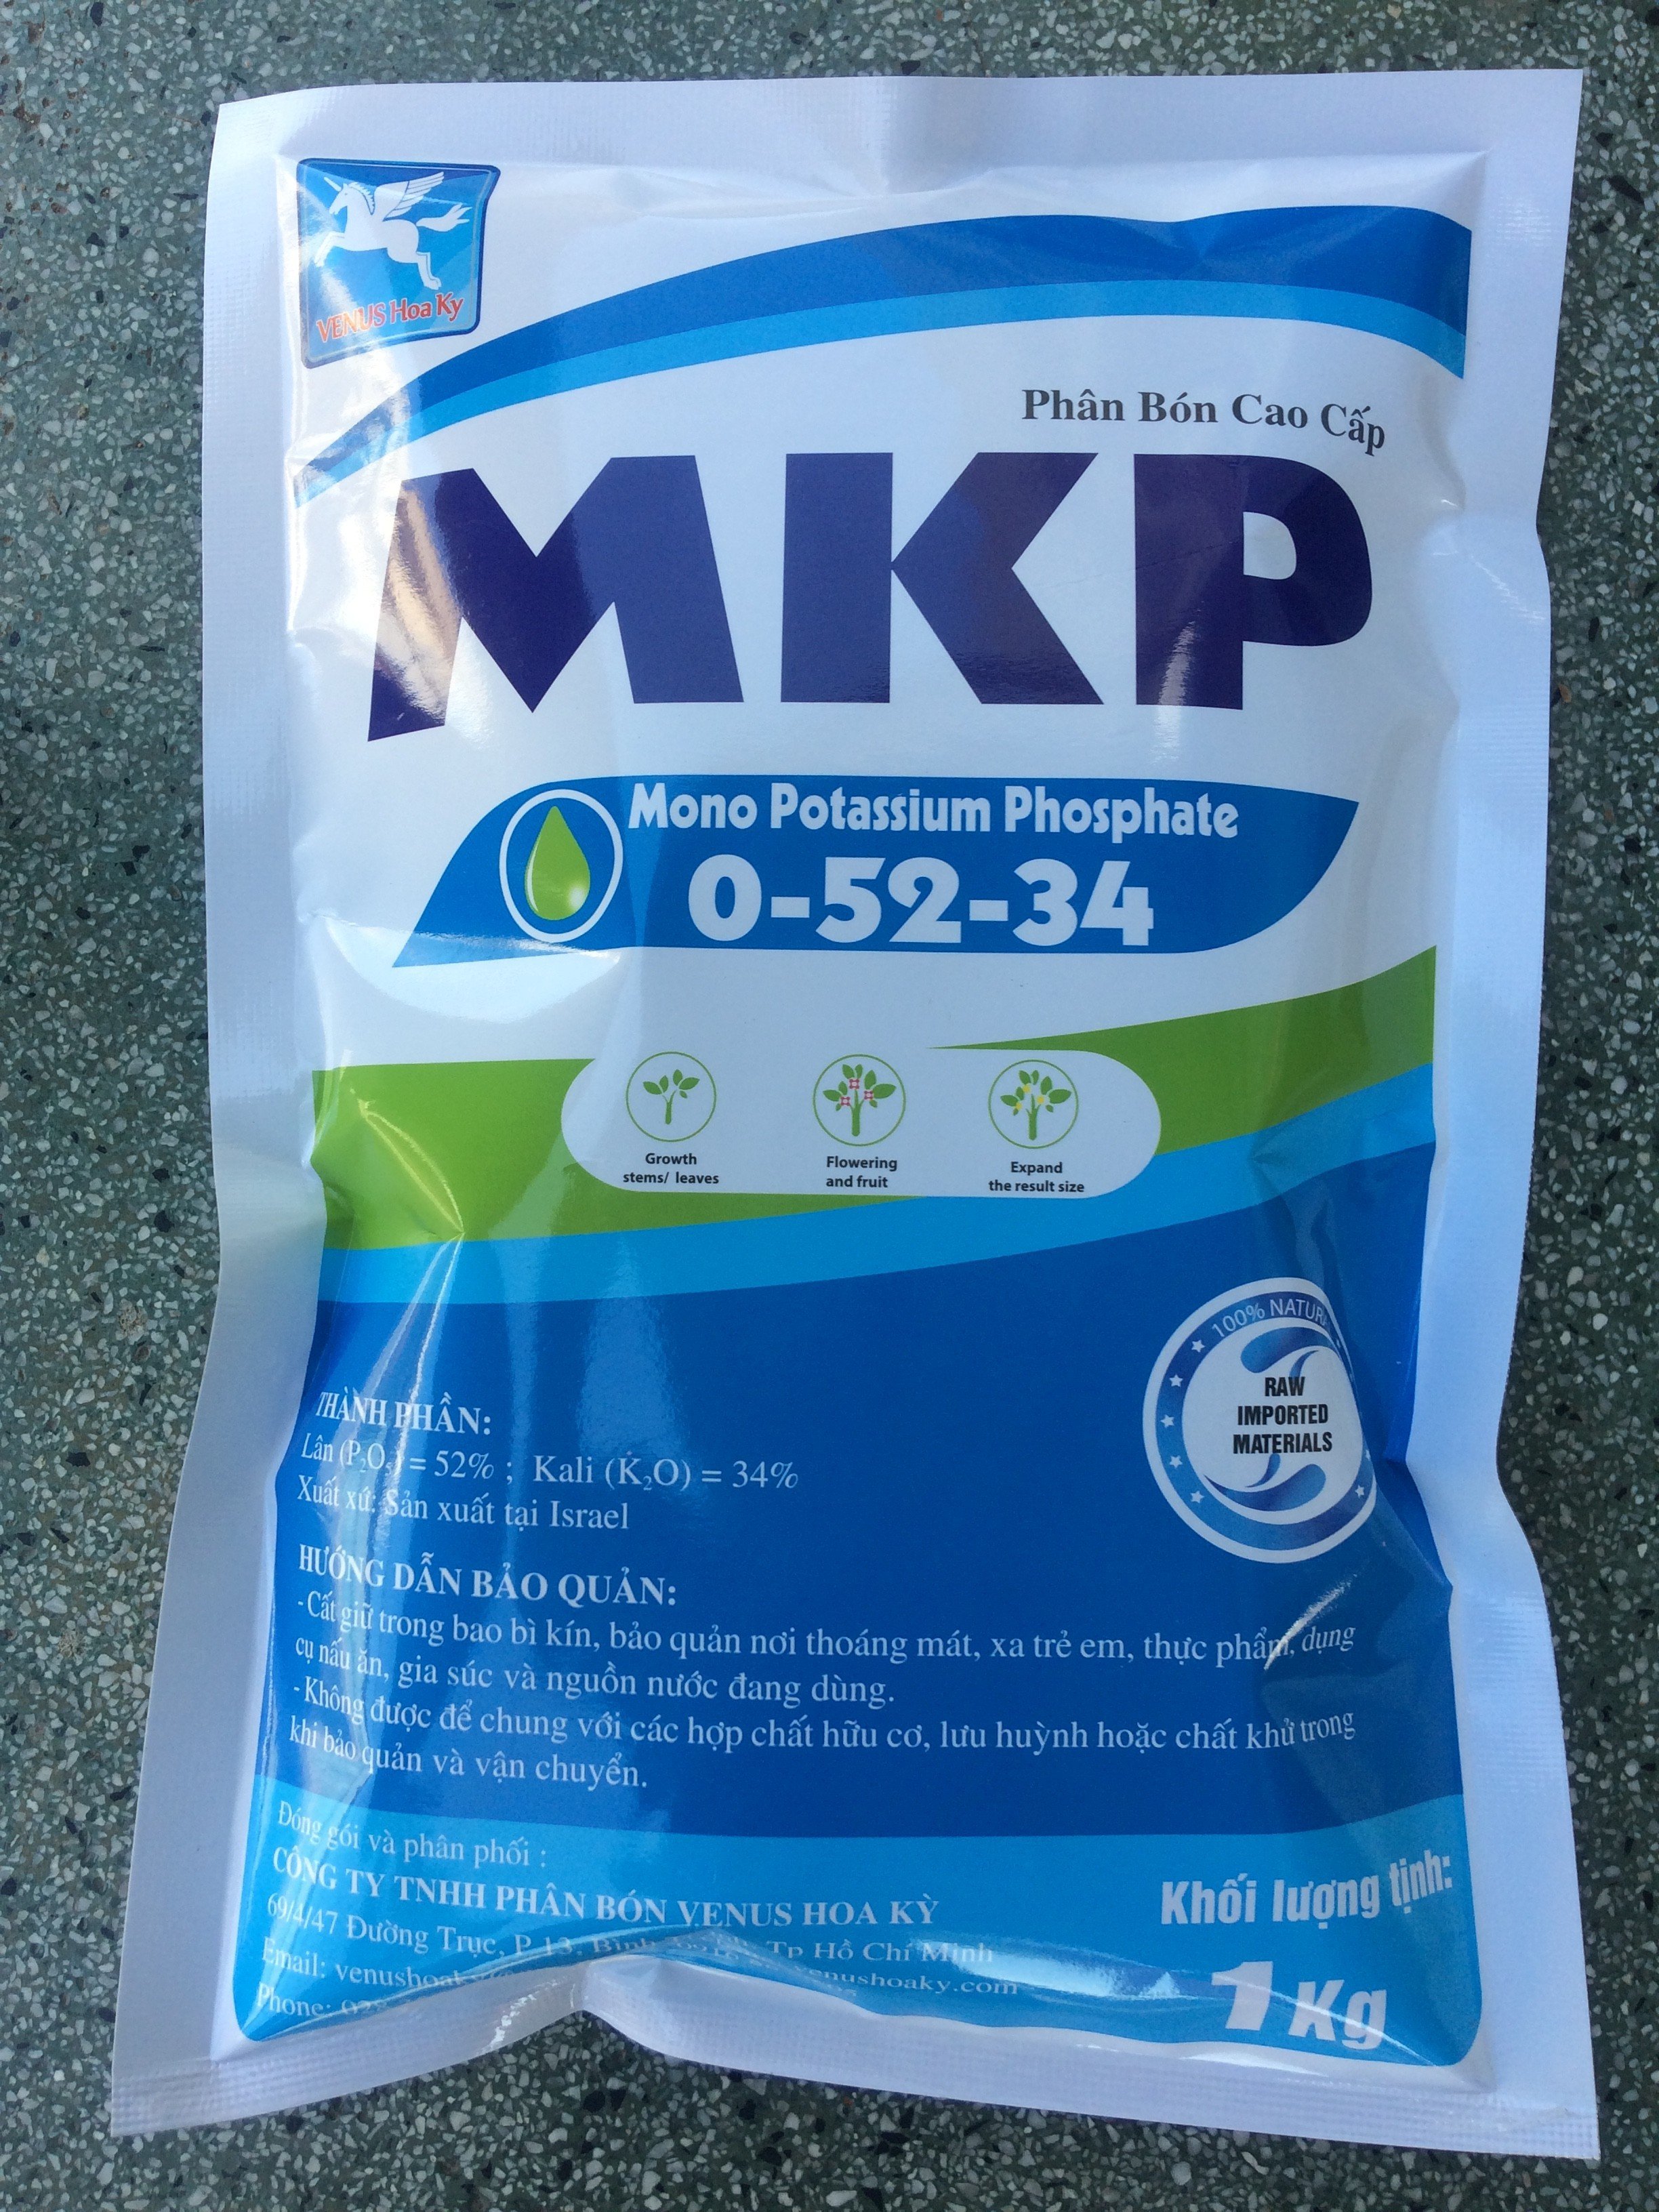 VENUS Hoa Kỳ
Phân Bón Cao Cấp
MKP
Mono Potassium Phosphate
0-52-34
Growth
stems/ leaves
Flowering
and fruit
Expand
the result size
100%
RAW
IMPORTED
MATERIALS
THÀNH PHẦN:
Lân (P₂O₅) = 52% ; Kali (K₂O) = 34%
Xuất xứ: Sản xuất tại Israel
HƯỚNG DẪN BẢO QUẢN:
- Cất giữ trong bao bì kín, bảo quản nơi thoáng mát, xa trẻ em, thực phẩm, dụng
cụ nấu ăn, gia súc và nguồn nước đang dùng.
- Không được để chung với các hợp chất hữu cơ, lưu huỳnh hoặc chất khử trong
khi bảo quản và vận chuyển.
Đóng gói và phân phối :
CÔNG TY TNHH PHÂN BÓN VENUS HOA KỲ
69/4/47 Đường Trục, P. 13, Tp Hồ Chí Minh
Email:
Phone:
Khối lượng tịnh:
1 Kg